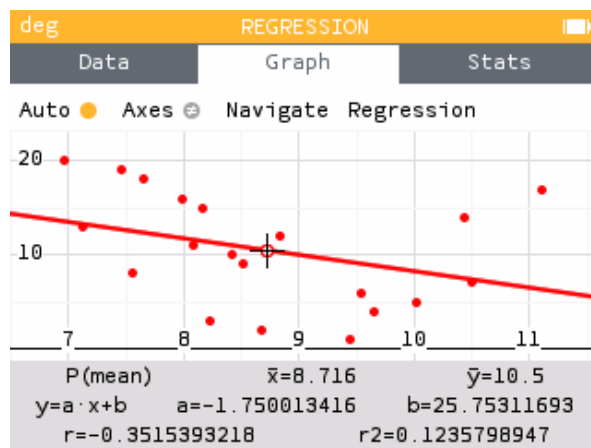 deg REGRESSION
Data Graph Stats
Auto Axes Navigate Regression
20
10
7 8 9 10 11
P(mean) x̄=8.716 ȳ=10.5
y=a·x+b a=-1.750013416 b=25.75311693
r=-0.3515393218 r2=0.1235798947